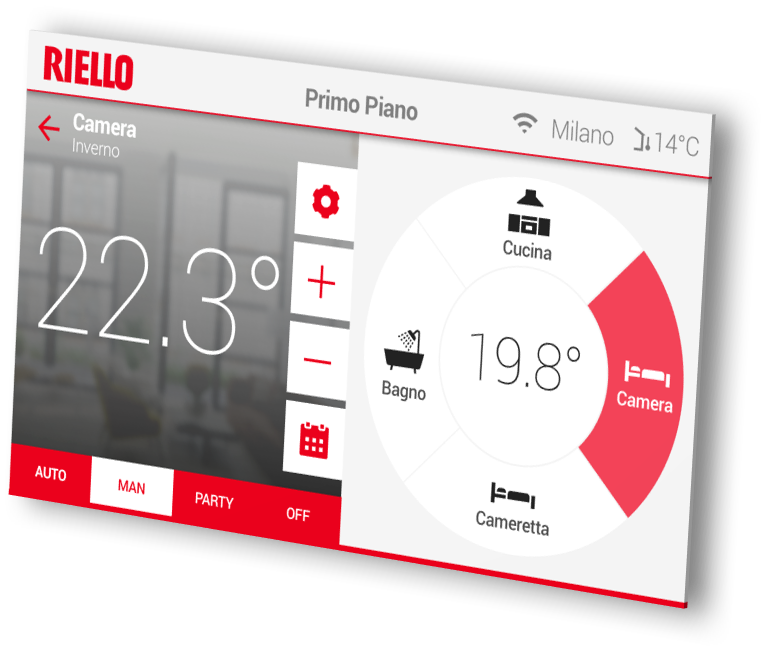 RIELLO
Primo Piano
Milano
14°C
Camera
Inverno
22.3°
AUTO
MAN
PARTY
OFF
Cucina
Bagno
19.8°
Camera
Cameretta